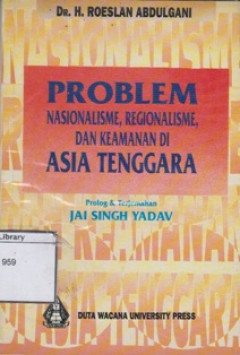 DR. H. ROESLAN ABDULGANI
PROBLEM
NASIONALISME, REGIONALISME,
DAN KEAMANAN DI
ASIA TENGGARA
Prolog & Terjemahan
JAI SINGH YADAV
Library
959
DUTA WACANA UNIVERSITY PRESS